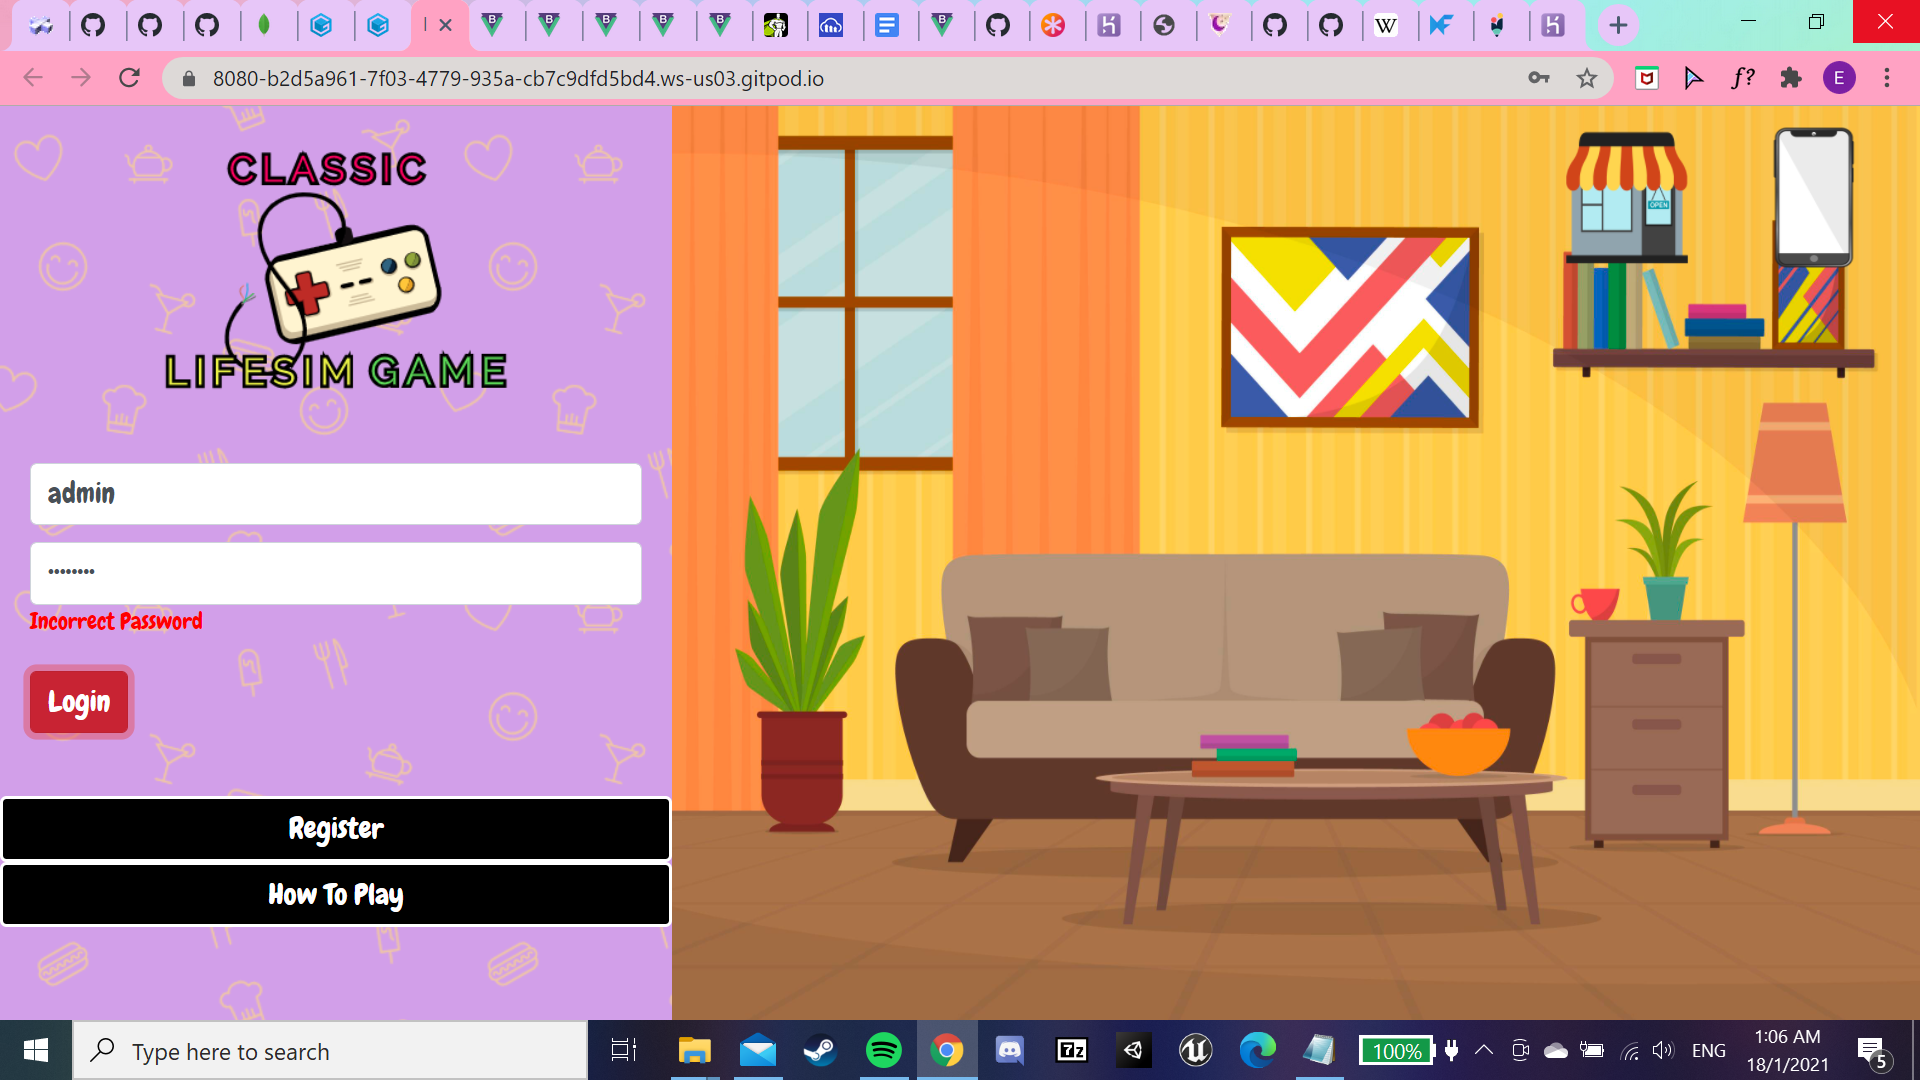 8080-b2d5a961-7f03-4779-935a-cb7c9dfd5bd4.ws-us03.gitpod.io
f?
E
CLASSIC
LIFESIM GAME
OPEN
admin
••••••••
Incorrect Password
Login
Register
How To Play
Type here to search
100%
ENG
1:06 AM
18/1/2021
5